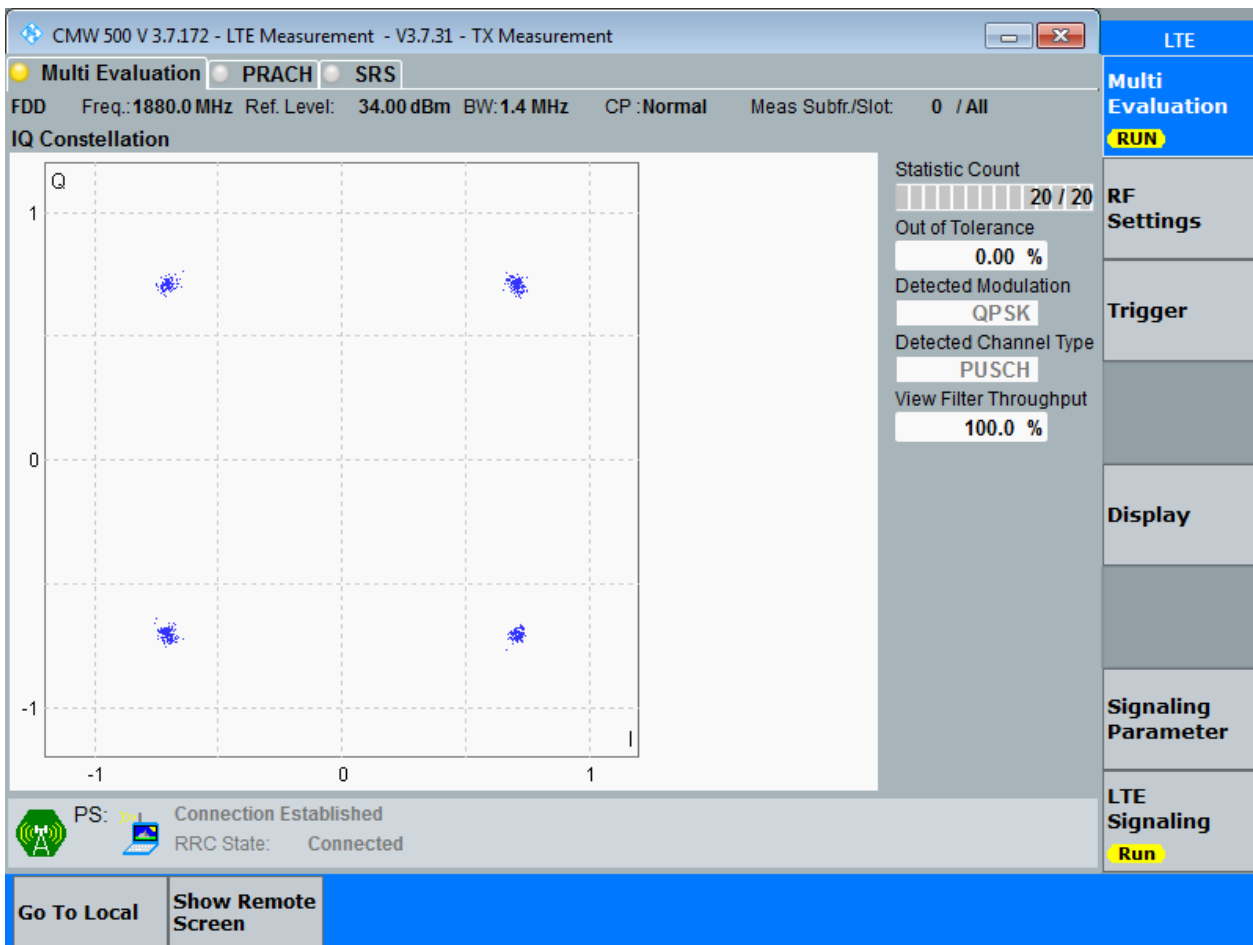 CMW 500 V 3.7.172 - LTE Measurement - V3.7.31 - TX Measurement
LTE
Multi Evaluation PRACH SRS
Multi
Evaluation
RUN
FDD Freq.:1880.0 MHz Ref. Level: 34.00 dBm BW:1.4 MHz CP :Normal Meas Subfr./Slot: 0 / All
IQ Constellation
Q
1
0
-1
I
-1 0 1
Statistic Count
20 / 20
Out of Tolerance
0.00 %
Detected Modulation
QPSK
Detected Channel Type
PUSCH
View Filter Throughput
100.0 %
RF
Settings
Trigger
Display
Signaling
Parameter
LTE
Signaling
Run
PS: Connection Established
RRC State: Connected
Go To Local
Show Remote
Screen